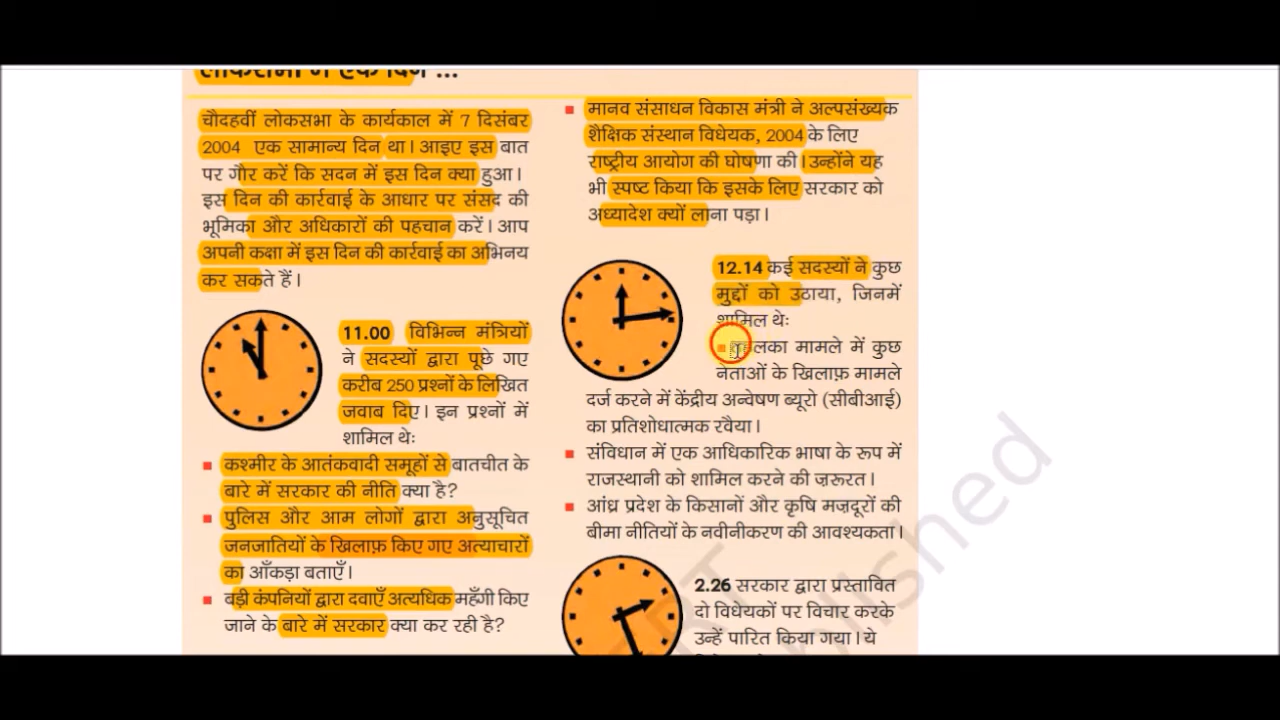 लोकसभा में एक दिन ...
चौदहवीं लोकसभा के कार्यकाल में 7 दिसंबर
2004 एक सामान्य दिन था। आइए इस बात
पर गौर करें कि सदन में इस दिन क्या हुआ।
इस दिन की कार्रवाई के आधार पर संसद की
भूमिका और अधिकारों की पहचान करें। आप
अपनी कक्षा में इस दिन की कार्रवाई का अभिनय
कर सकते हैं।
11.00 विभिन्न मंत्रियों
ने सदस्यों द्वारा पूछे गए
करीब 250 प्रश्नों के लिखित
जवाब दिए। इन प्रश्नों में
शामिल थेः
▪ कश्मीर के आतंकवादी समूहों से बातचीत के
बारे में सरकार की नीति क्या है?
▪ पुलिस और आम लोगों द्वारा अनुसूचित
जनजातियों के खिलाफ़ किए गए अत्याचारों
का आँकड़ा बताएँ।
▪ बड़ी कंपनियों द्वारा दवाएँ अत्यधिक महँगी किए
जाने के बारे में सरकार क्या कर रही है?
▪ मानव संसाधन विकास मंत्री ने अल्पसंख्यक
शैक्षिक संस्थान विधेयक, 2004 के लिए
राष्ट्रीय आयोग की घोषणा की। उन्होंने यह
भी स्पष्ट किया कि इसके लिए सरकार को
अध्यादेश क्यों लाना पड़ा।
12.14 कई सदस्यों ने कुछ
मुद्दों को उठाया, जिनमें
शामिल थेः
▪ मामले में कुछ
नेताओं के खिलाफ़ मामले
दर्ज करने में केंद्रीय अन्वेषण ब्यूरो (सीबीआई)
का प्रतिशोधात्मक रवैया।
▪ संविधान में एक आधिकारिक भाषा के रूप में
राजस्थानी को शामिल करने की ज़रूरत।
▪ आंध्र प्रदेश के किसानों और कृषि मज़दूरों की
बीमा नीतियों के नवीनीकरण की आवश्यकता।
2.26 सरकार द्वारा प्रस्तावित
दो विधेयकों पर विचार करके
उन्हें पारित किया गया। ये